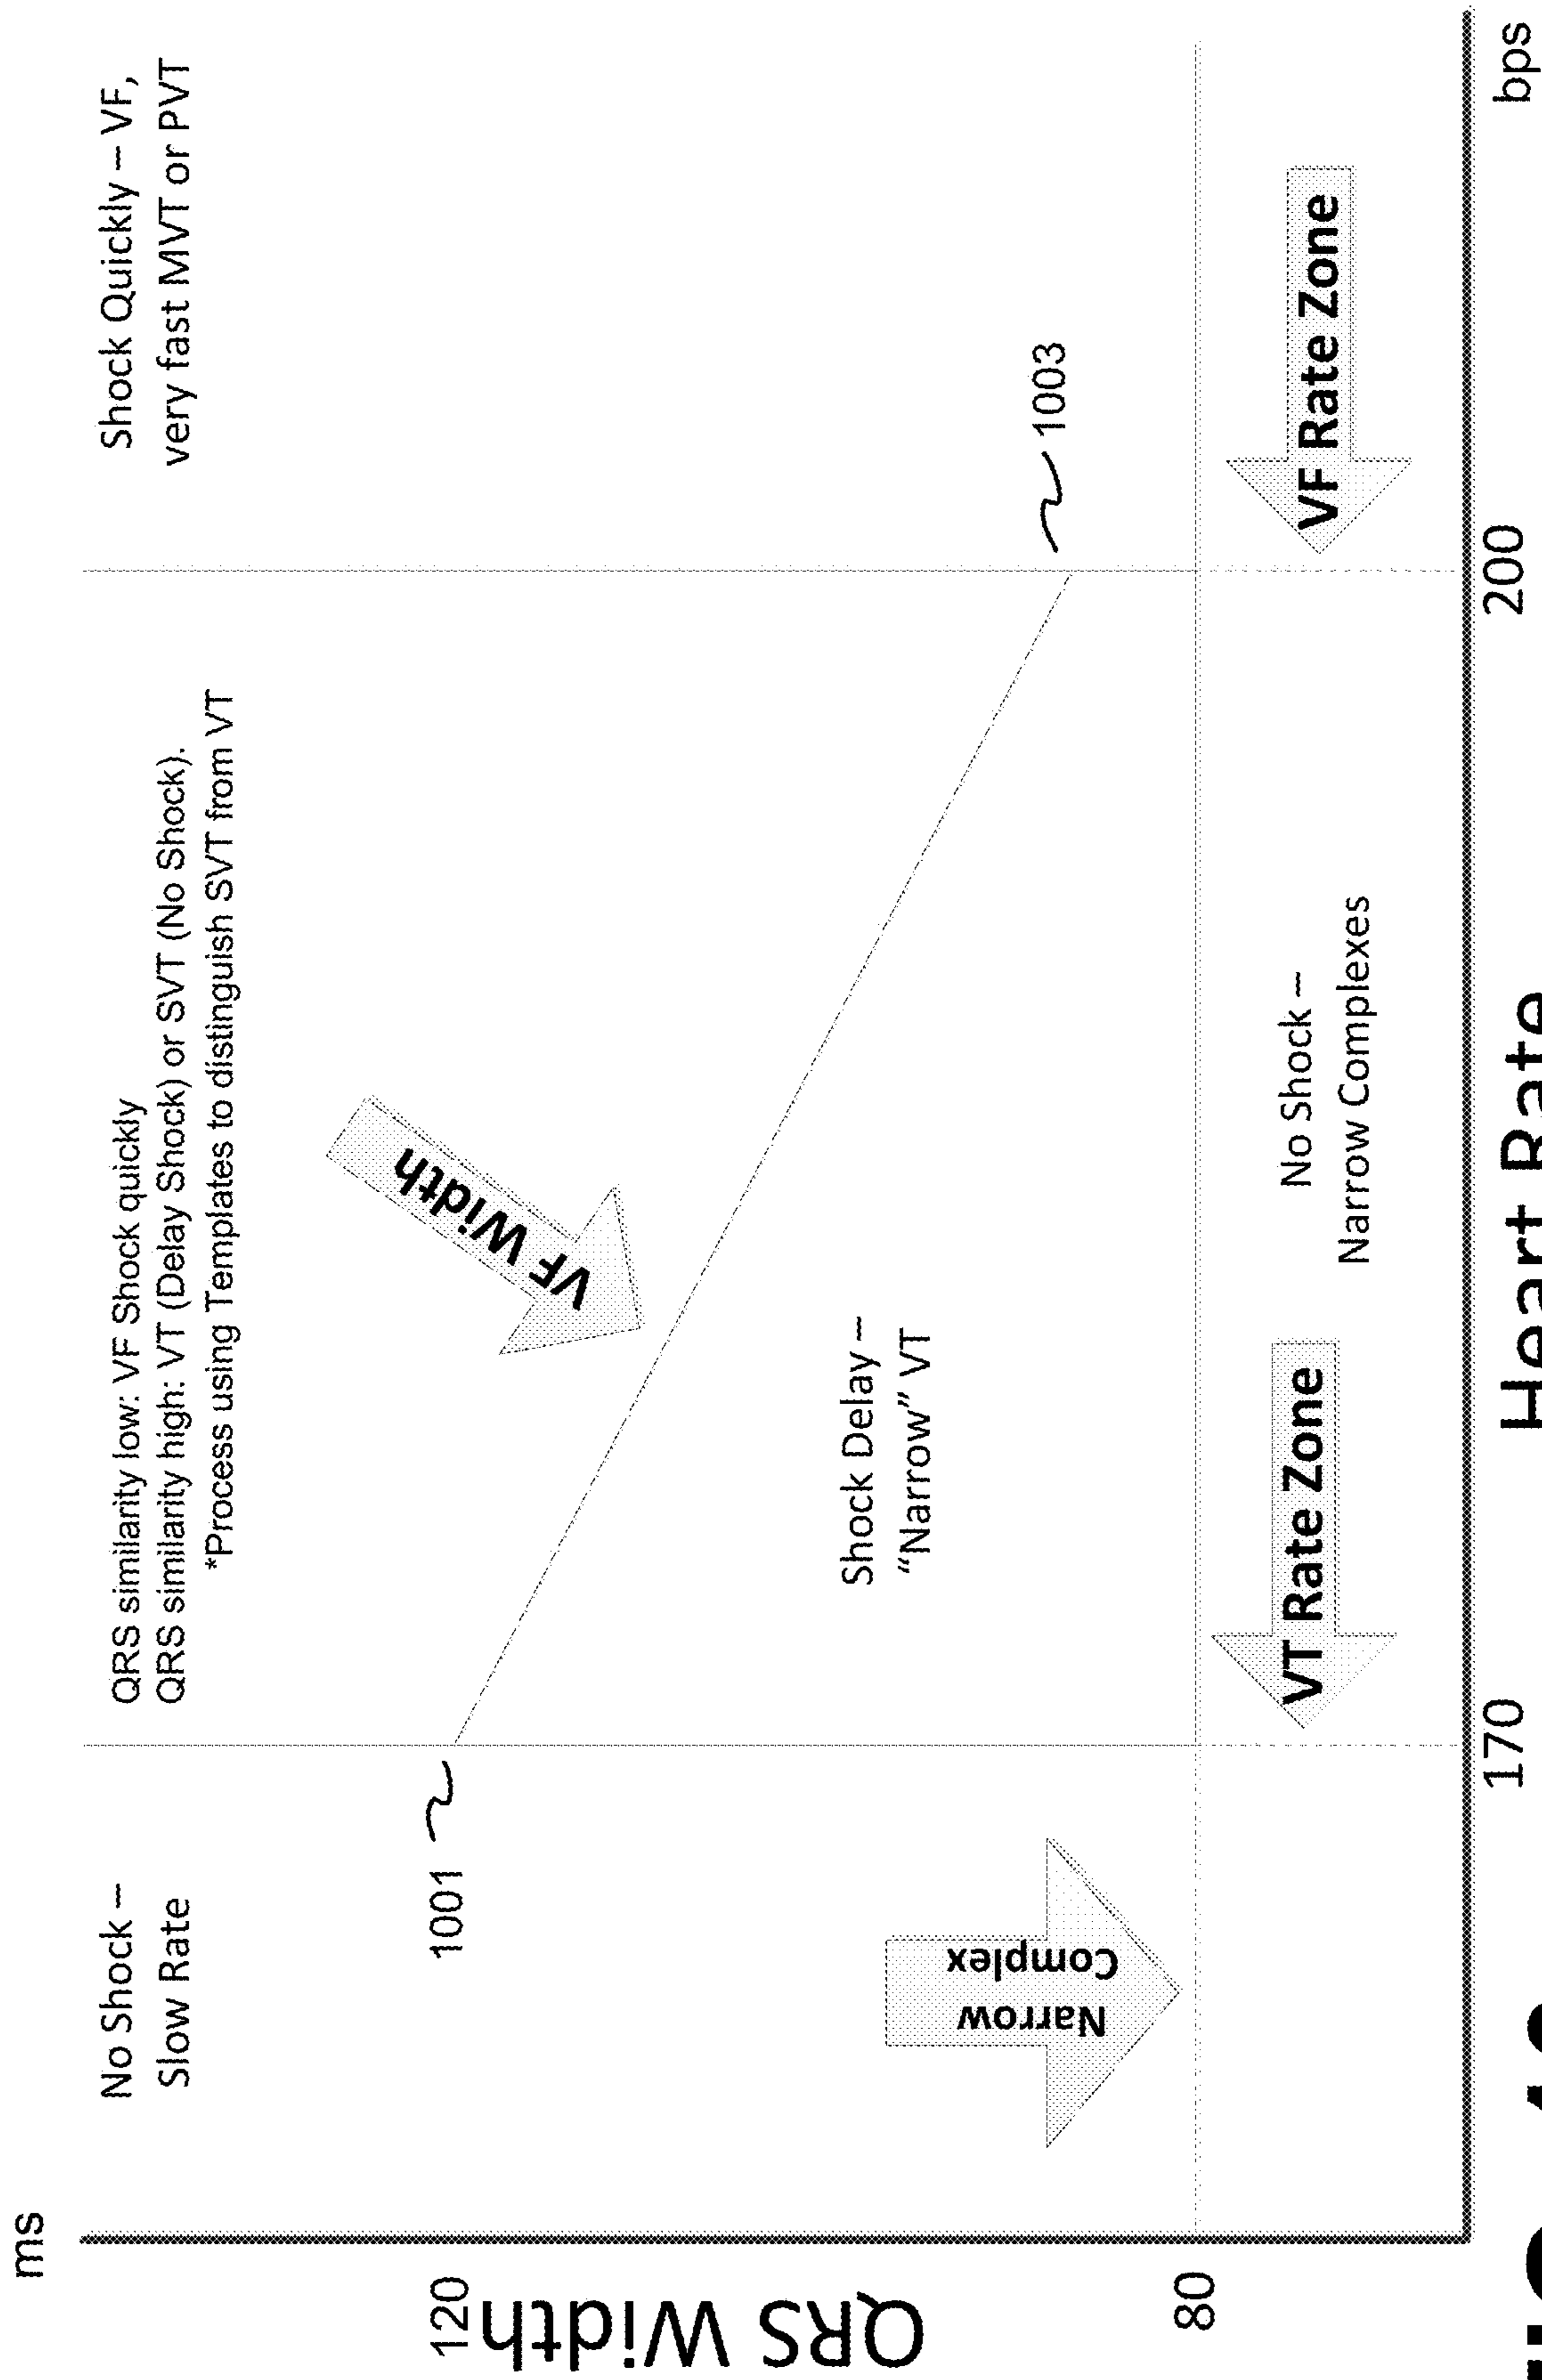 ms
No Shock –
Slow Rate
QRS similarity low: VF Shock quickly
QRS similarity high: VT (Delay Shock) or SVT (No Shock).
*Process using Templates to distinguish SVT from VT
Shock Quickly – VF,
very fast MVT or PVT
120
QRS Width
80
1001
VF Width
1003
Narrow
Complex
Shock Delay –
"Narrow" VT
VT Rate Zone
No Shock –
Narrow Complexes
VF Rate Zone
170
200
bps
Heart Rate